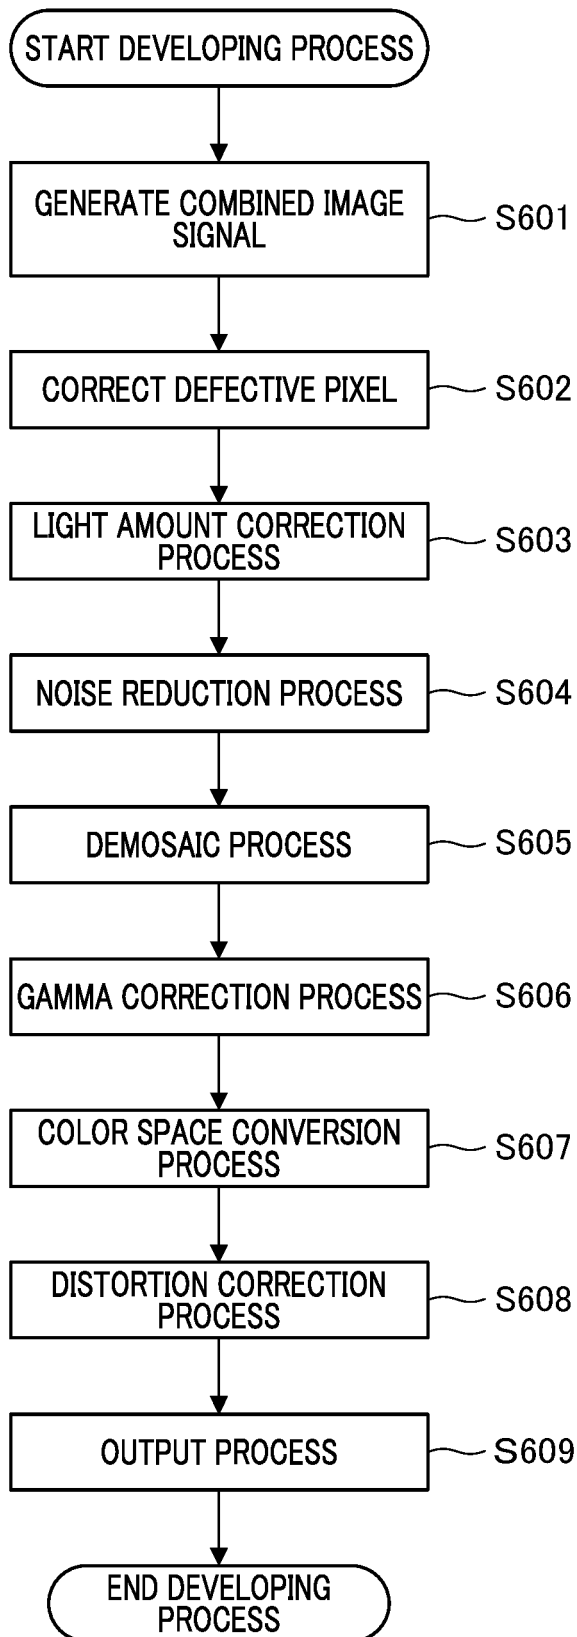 START DEVELOPING PROCESS
GENERATE COMBINED IMAGE
SIGNAL
S601
CORRECT DEFECTIVE PIXEL
S602
LIGHT AMOUNT CORRECTION
PROCESS
S603
NOISE REDUCTION PROCESS
S604
DEMOSAIC PROCESS
S605
GAMMA CORRECTION PROCESS
S606
COLOR SPACE CONVERSION
PROCESS
S607
DISTORTION CORRECTION
PROCESS
S608
OUTPUT PROCESS
S609
END DEVELOPING
PROCESS